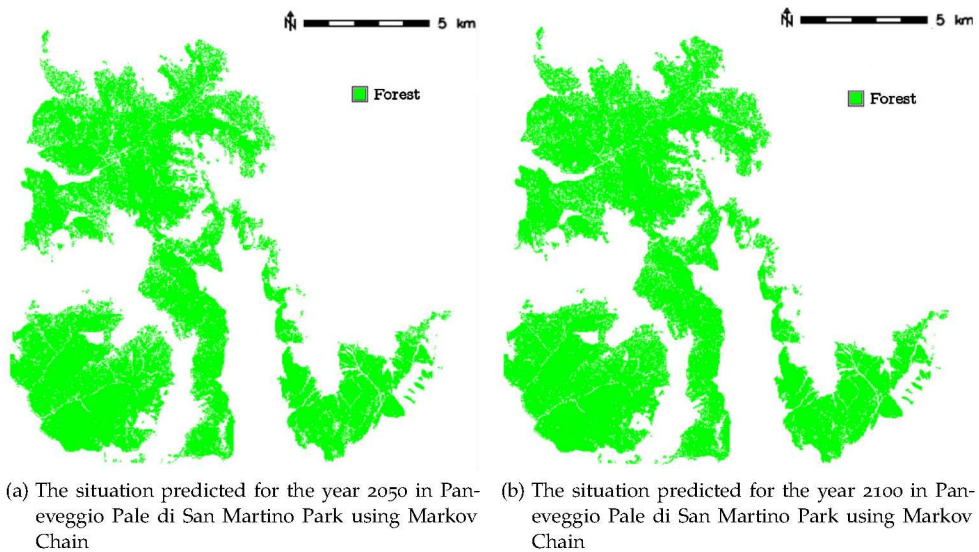 N 5 km
Forest
N 5 km
Forest
(a) The situation predicted for the year 2050 in Pan-
eveggio Pale di San Martino Park using Markov
Chain
(b) The situation predicted for the year 2100 in Pan-
eveggio Pale di San Martino Park using Markov
Chain